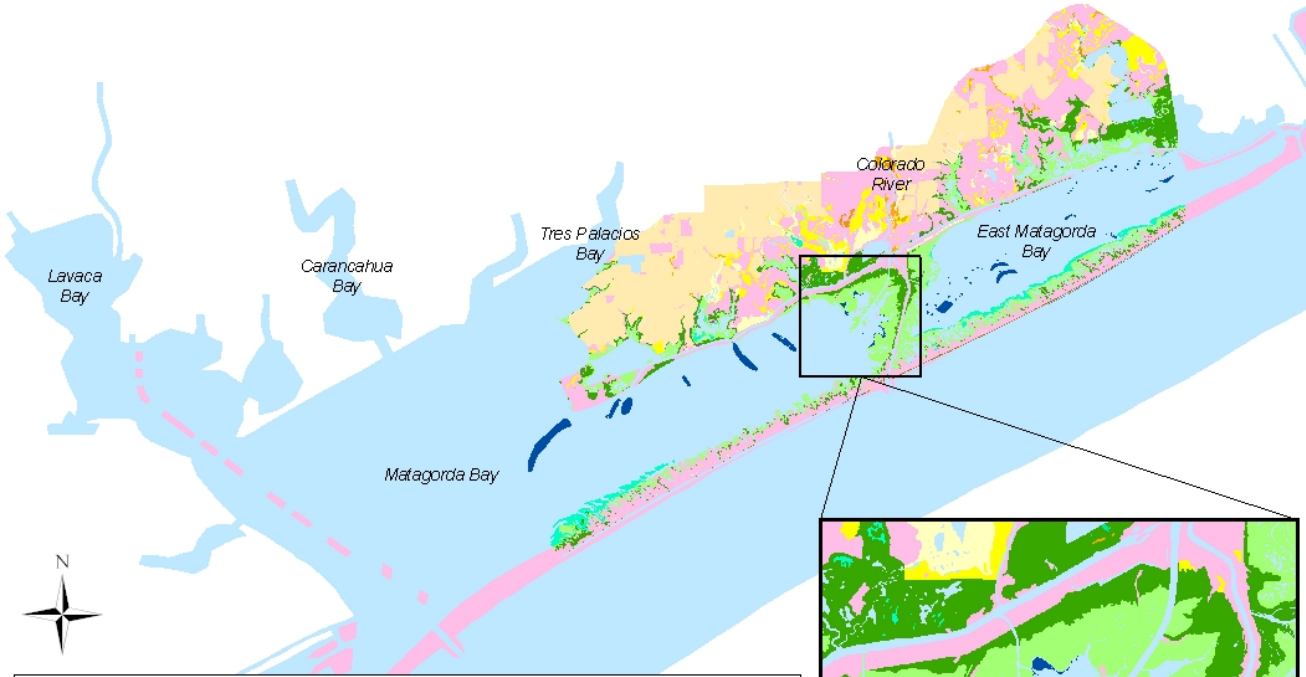 Colorado
River
Tres Palacios
Bay
East Matagorda
Bay
Lavaca
Bay
Carancahua
Bay
Matagorda Bay
N